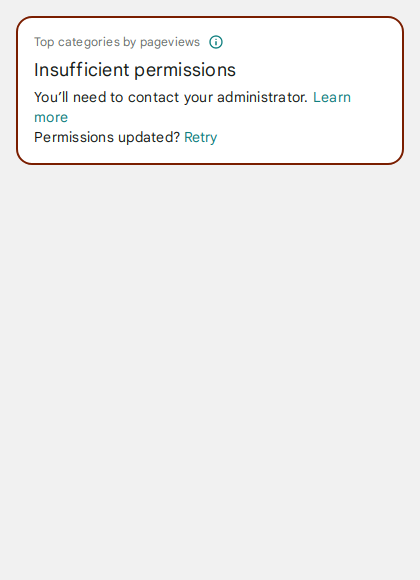 Top categories by pageviews
Insufficient permissions
You’ll need to contact your administrator. Learn
more
Permissions updated? Retry